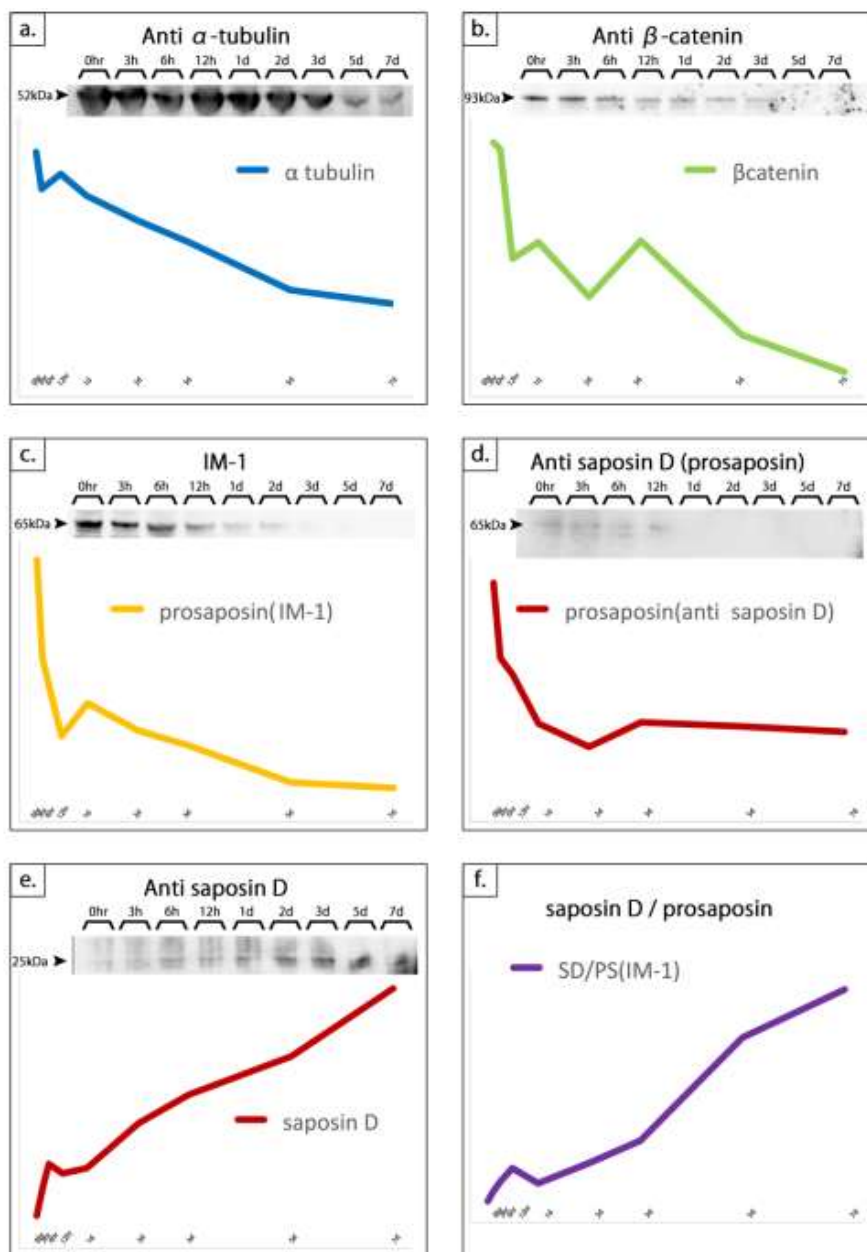 a.
Anti α-tubulin
0hr 3h 6h 12h 1d 2d 3d 5d 7d
52kDa
α tubulin
b.
Anti β-catenin
0hr 3h 6h 12h 1d 2d 3d 5d 7d
93kDa
βcatenin
c.
IM-1
0hr 3h 6h 12h 1d 2d 3d 5d 7d
65kDa
prosaposin(IM-1)
d.
Anti saposin D (prosaposin)
0hr 3h 6h 12h 1d 2d 3d 5d 7d
65kDa
prosaposin(anti saposin D)
e.
Anti saposin D
0hr 3h 6h 12h 1d 2d 3d 5d 7d
25kDa
saposin D
f.
saposin D / prosaposin
SD/PS(IM-1)